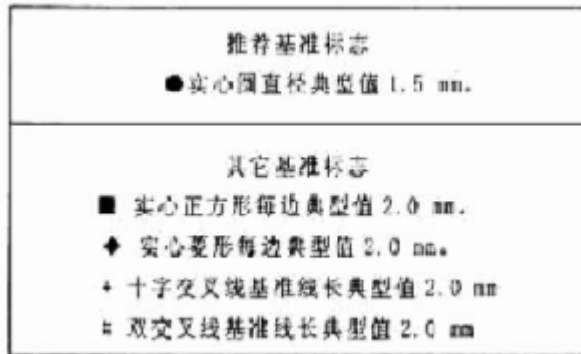 推荐基准标志
●实心圆直径典型值 1.5 mm.
其它基准标志
■ 实心正方形每边典型值 2.0 mm.
◆ 实心菱形每边典型值 2.0 mm。
+ 十字交叉线基准线长典型值 2.0 mm
⌗ 双交叉线基准线长典型值 2.0 mm